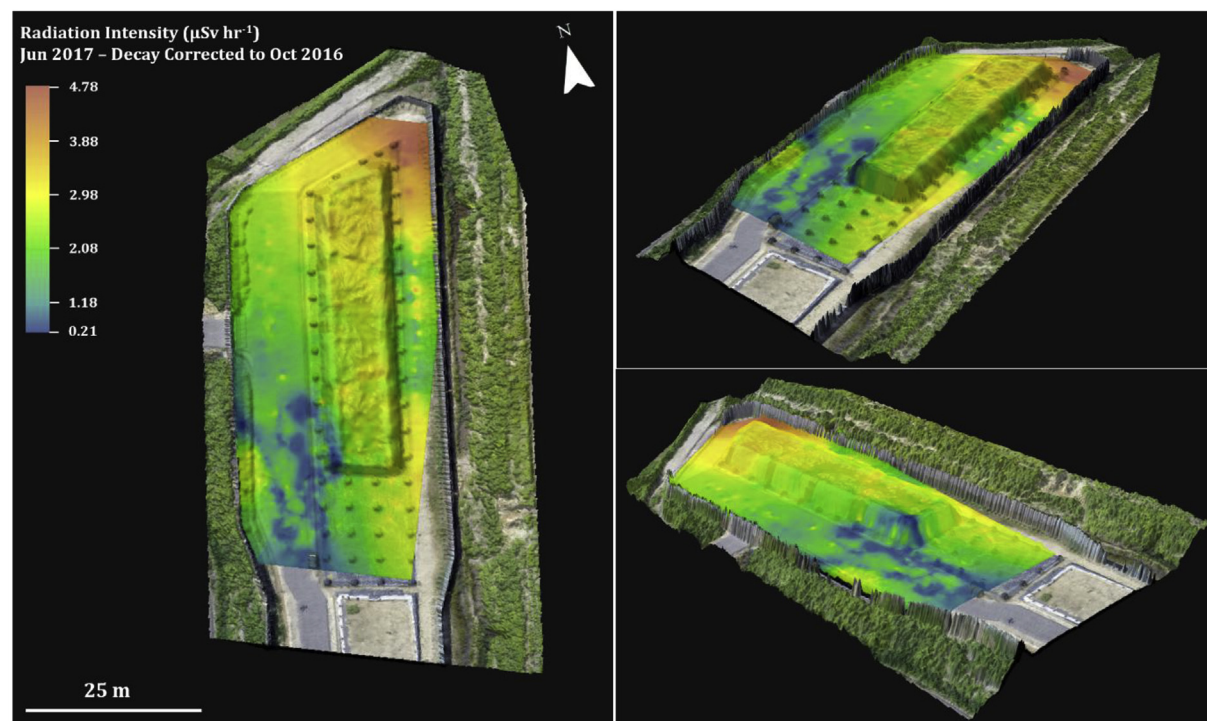 Radiation Intensity (μSv hr⁻¹)
Jun 2017 – Decay Corrected to Oct 2016
N
4.78
3.88
2.98
2.08
1.18
0.21
25 m